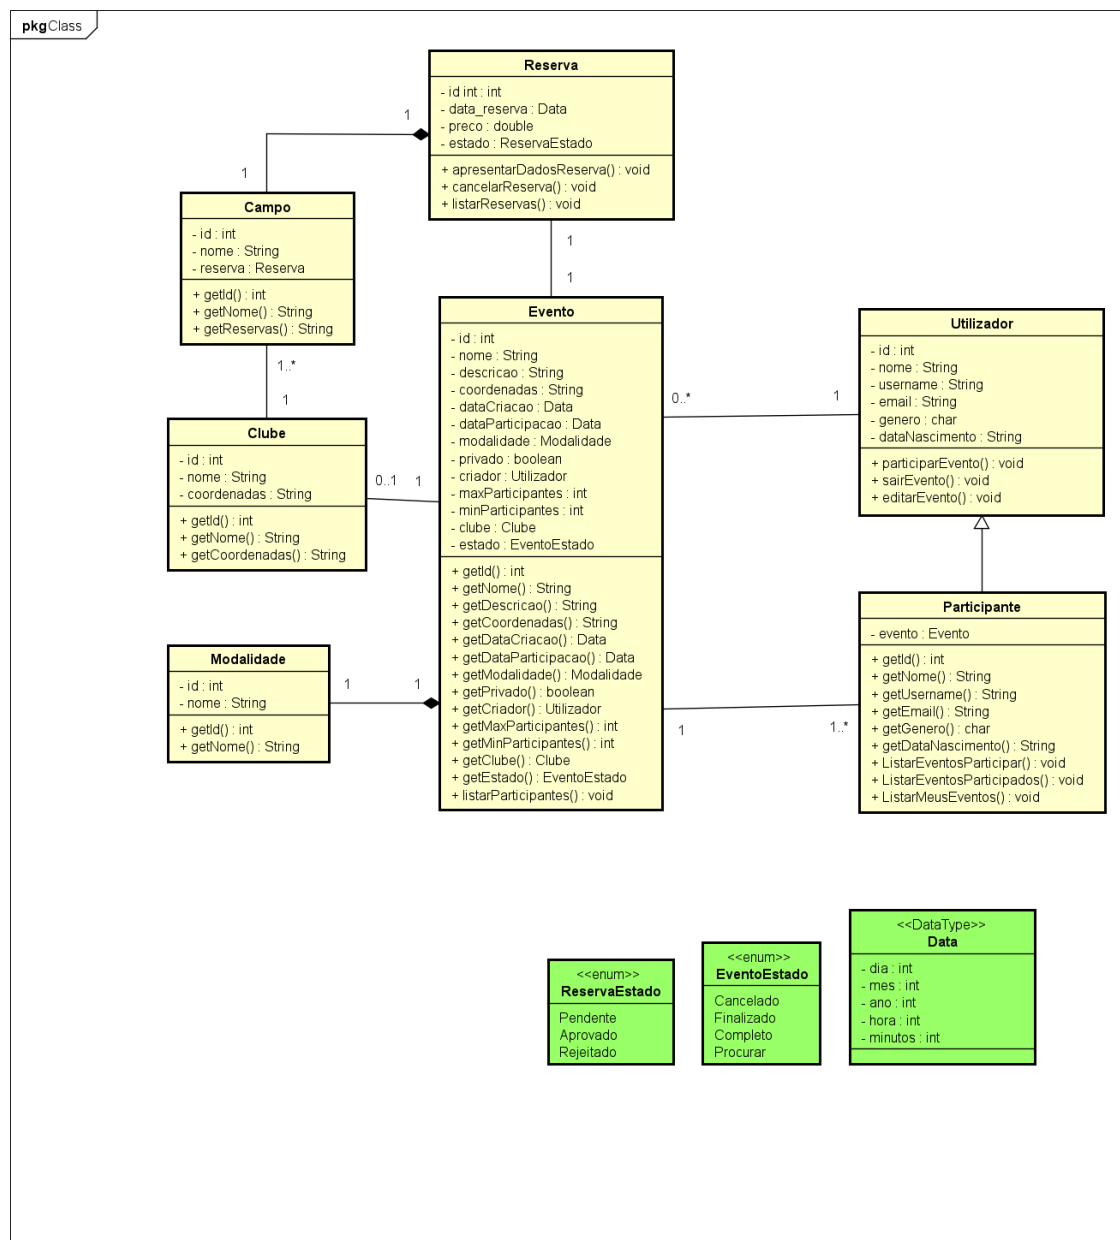 pkg Class
Reserva
- id int : int
- data_reserva : Data
- preco : double
- estado : ReservaEstado
+ apresentarDadosReserva() : void
+ cancelarReserva() : void
+ listarReservas() : void
1
1
Campo
- id : int
- nome : String
- reserva : Reserva
+ getId() : int
+ getNome() : String
+ getReservas() : String
1
1
1..*
1
Clube
- id : int
- nome : String
- coordenadas : String
+ getId() : int
+ getNome() : String
+ getCoordenadas() : String
0..1
1
Evento
- id : int
- nome : String
- descricao : String
- coordenadas : String
- dataCriacao : Data
- dataParticipacao : Data
- modalidade : Modalidade
- privado : boolean
- criador : Utilizador
- maxParticipantes : int
- minParticipantes : int
- clube : Clube
- estado : EventoEstado
+ getId() : int
+ getNome() : String
+ getDescricao() : String
+ getCoordenadas() : String
+ getDataCriacao() : Data
+ getDataParticipacao() : Data
+ getModalidade() : Modalidade
+ getPrivado() : boolean
+ getCriador() : Utilizador
+ getMaxParticipantes() : int
+ getMinParticipantes() : int
+ getClube() : Clube
+ getEstado() : EventoEstado
+ listarParticipantes() : void
0..*
1
Utilizador
- id : int
- nome : String
- username : String
- email : String
- genero : char
- dataNascimento : String
+ participarEvento() : void
+ sairEvento() : void
+ editarEvento() : void
Modalidade
- id : int
- nome : String
+ getId() : int
+ getNome() : String
1
1
1
1..*
Participante
- evento : Evento
+ getId() : int
+ getNome() : String
+ getUsername() : String
+ getEmail() : String
+ getGenero() : char
+ getDataNascimento() : String
+ ListarEventosParticipar() : void
+ ListarEventosParticipados() : void
+ ListarMeusEventos() : void
<<enum>>
ReservaEstado
Pendente
Aprovado
Rejeitado
<<enum>>
EventoEstado
Cancelado
Finalizado
Completo
Procurar
<<DataType>>
Data
- dia : int
- mes : int
- ano : int
- hora : int
- minutos : int